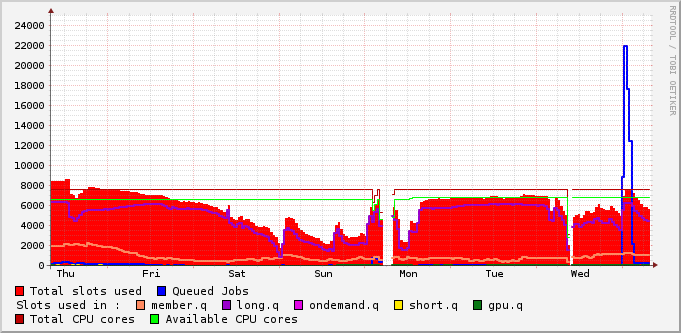 RRDTOOL / TOBI OETIKER
24000
22000
20000
18000
16000
14000
12000
10000
8000
6000
4000
2000
0
Thu Fri Sat Sun Mon Tue Wed
Total slots used Queued Jobs
Slots used in : member.q long.q ondemand.q short.q gpu.q
Total CPU cores Available CPU cores